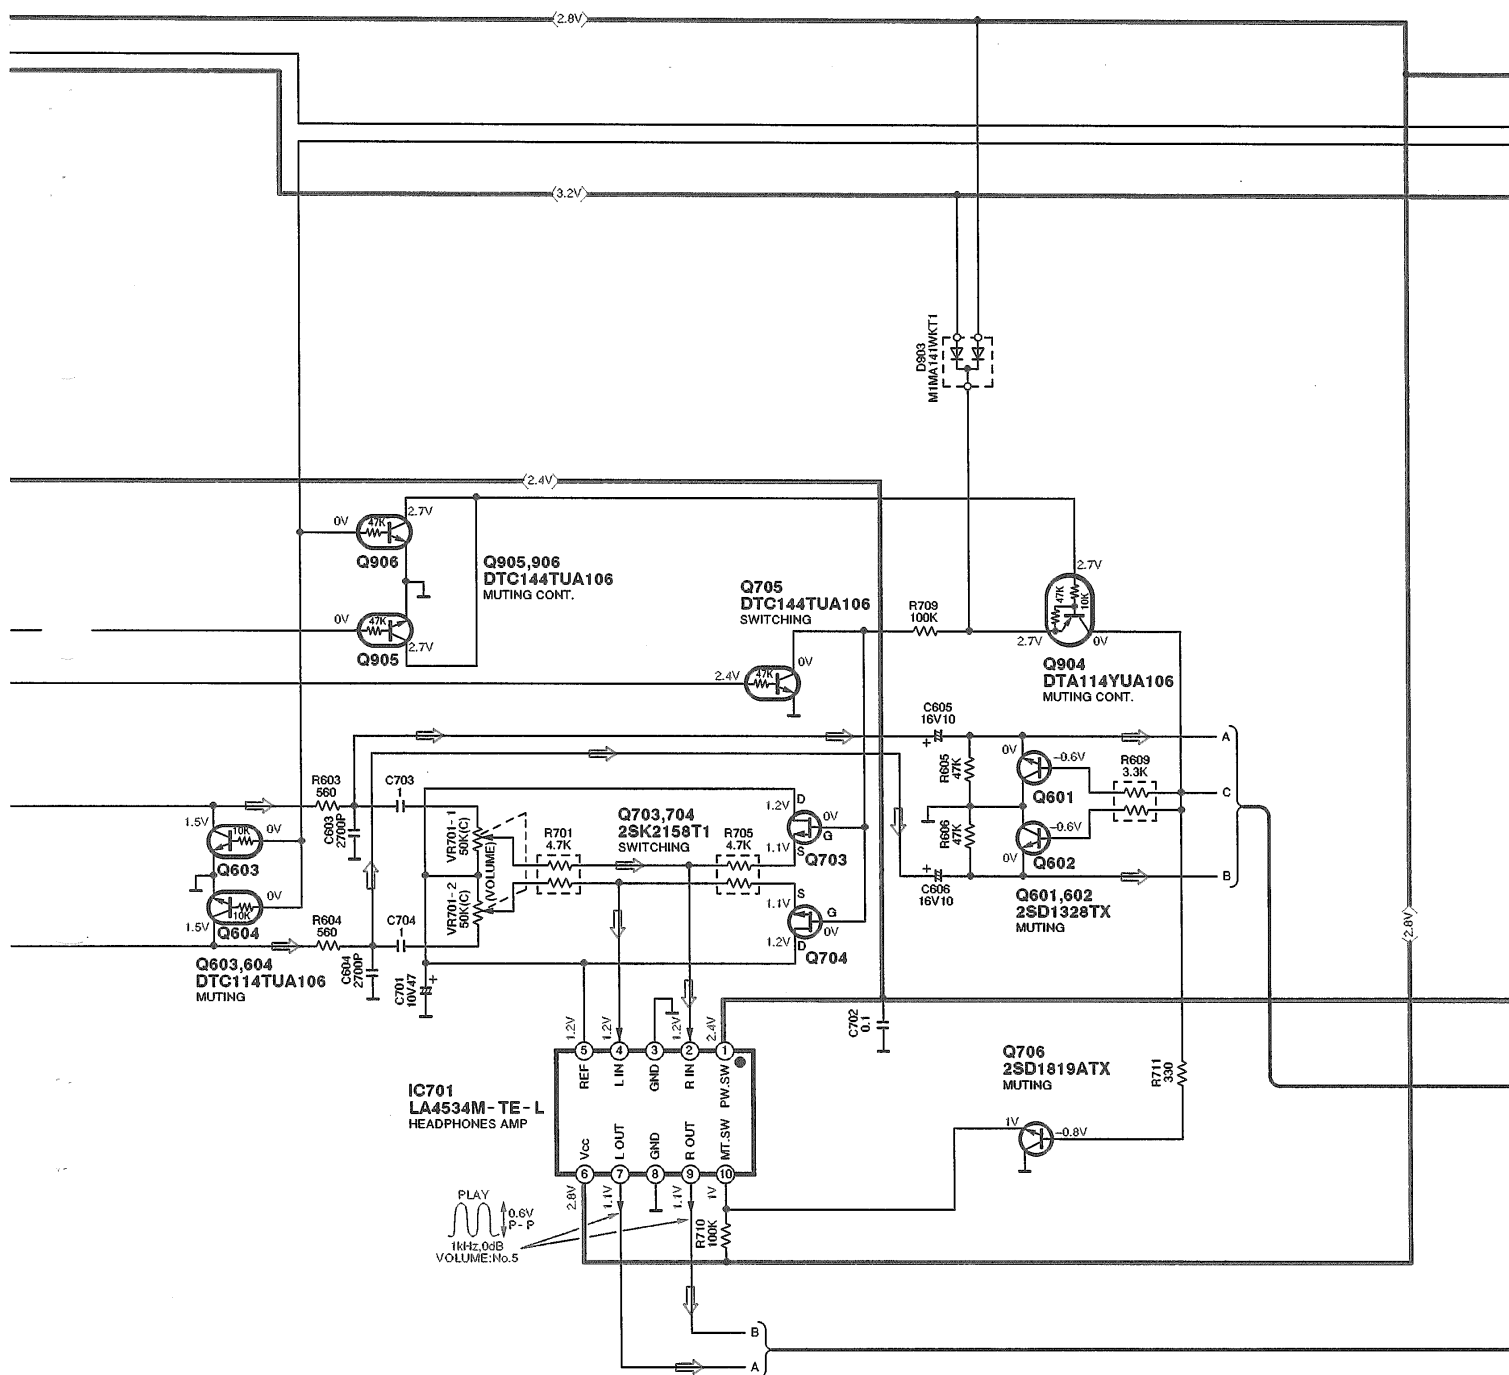 (2.8V)
(3.2V)
D903
M1MA141WKT1
(2.4V)
0V
47K
2.7V
Q906
Q905,906
DTC144TUA106
MUTING CONT.
0V
47K
2.7V
Q905
Q705
DTC144TUA106
SWITCHING
2.4V
47K
0V
R709
100K
2.7V
47K
10K
2.7V
0V
Q904
DTA114YUA106
MUTING CONT.
C605
16V10
+
A
R605
47K
0V
-0.6V
Q601
R609
3.3K
C
R606
47K
-0.6V
Q602
0V
+
C606
16V10
B
Q601,602
2SD1328TX
MUTING
R603
560
C703
1
1.5V
10K
0V
Q603
C603
2700P
VR701-1
50K(C)
(VOLUME)
VR701-2
50K(C)
R701
4.7K
Q703,704
2SK2158T1
SWITCHING
R705
4.7K
D
1.2V
0V
G
1.1V
S
Q703
S
1.1V
G
0V
1.2V
D
Q704
0V
10K
1.5V
Q604
R604
560
C704
1
Q603,604
DTC114TUA106
MUTING
C604
2700P
C701
10V47
+
C702
0.1
(2.8V)
1.2V
1.2V
1.2V
2.4V
5
4
3
2
1
REF
L IN
GND
R IN
PW.SW
IC701
LA4534M-TE-L
HEADPHONES AMP
Vcc
L OUT
GND
R OUT
MT.SW
6
7
8
9
10
2.8V
1.1V
1.1V
1V
Q706
2SD1819ATX
MUTING
R711
330
1V
-0.8V
PLAY
0.6V
P-P
1kHz,0dB
VOLUME:No.5
R710
100K
B
A